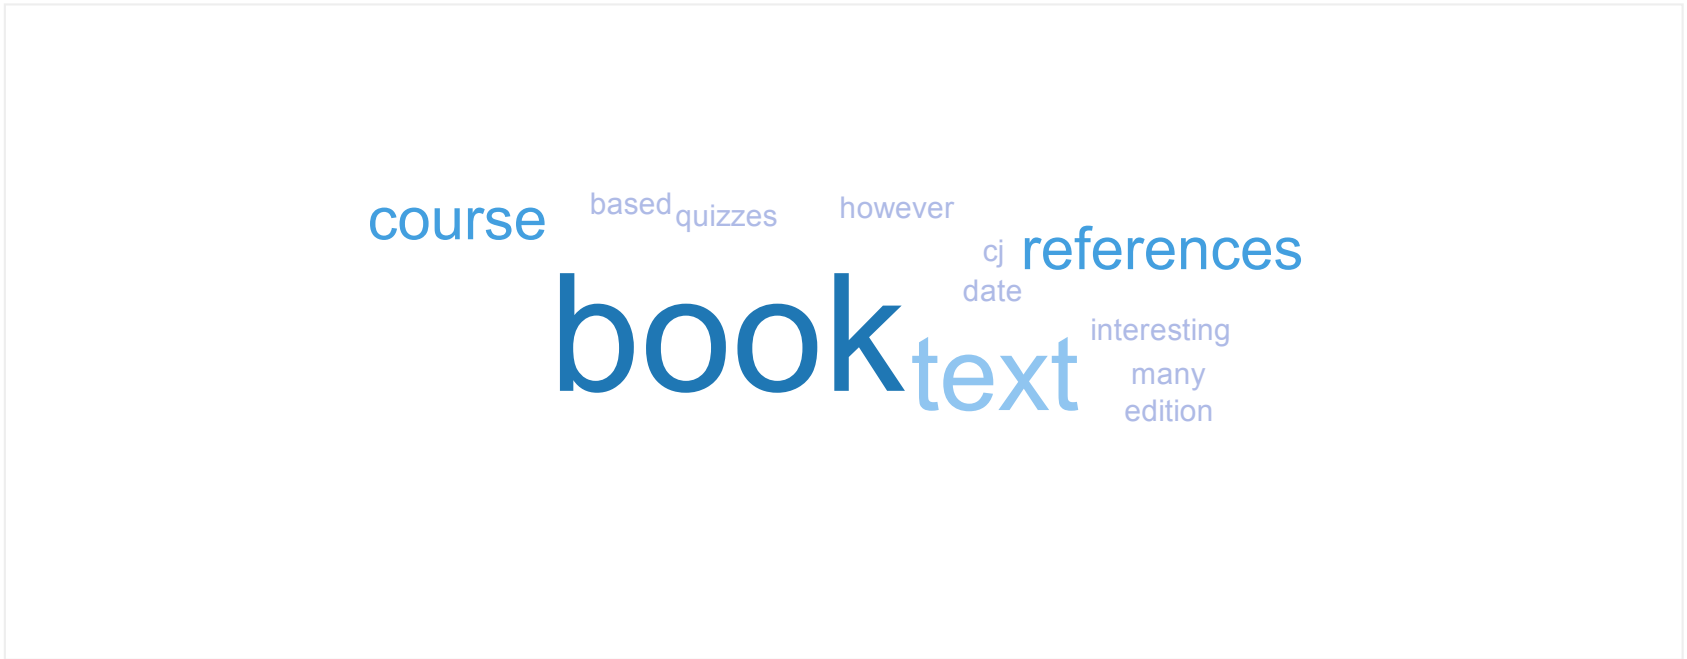 based
course
quizzes
however
cj
references
date
book
interesting
text
many
edition